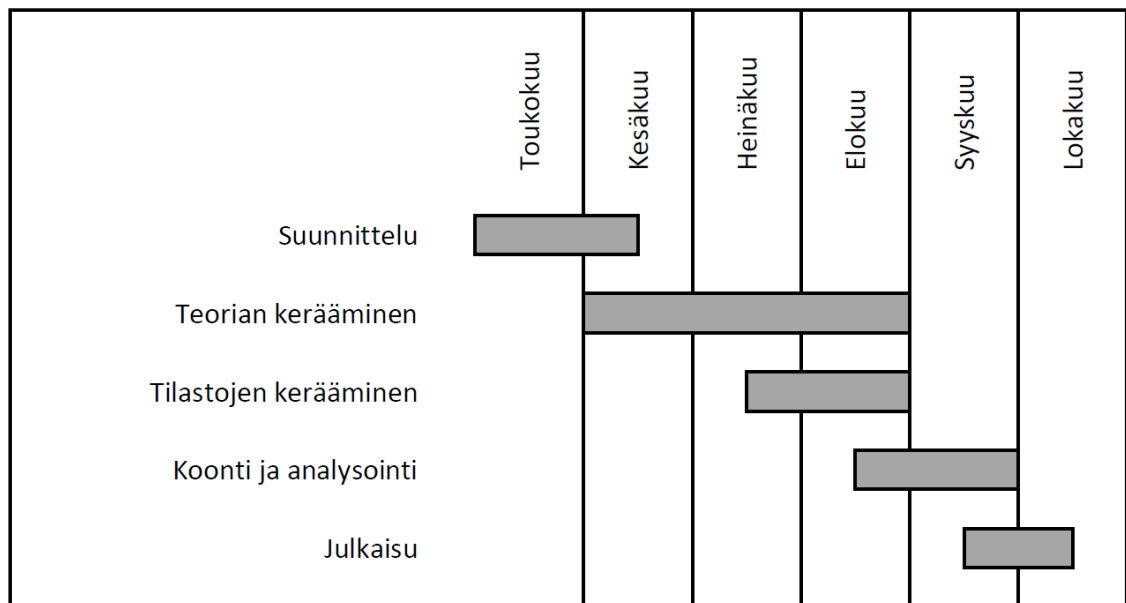 Toukokuu
Kesäkuu
Heinäkuu
Elokuu
Syyskuu
Lokakuu
Suunnittelu
Teorian kerääminen
Tilastojen kerääminen
Koonti ja analysointi
Julkaisu